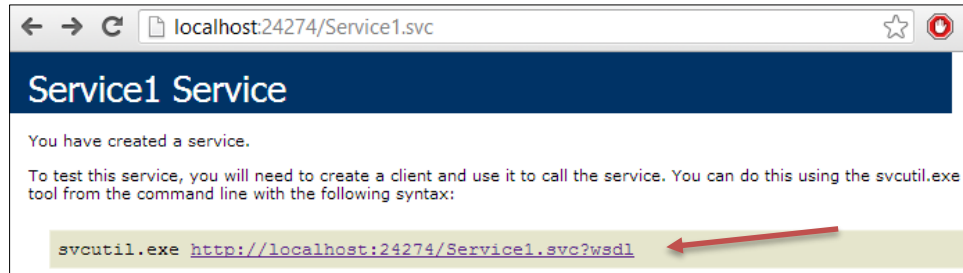 localhost:24274/Service1.svc
Service1 Service
You have created a service.
To test this service, you will need to create a client and use it to call the service. You can do this using the svcutil.exe
tool from the command line with the following syntax:
svcutil.exe http://localhost:24274/Service1.svc?wsdl